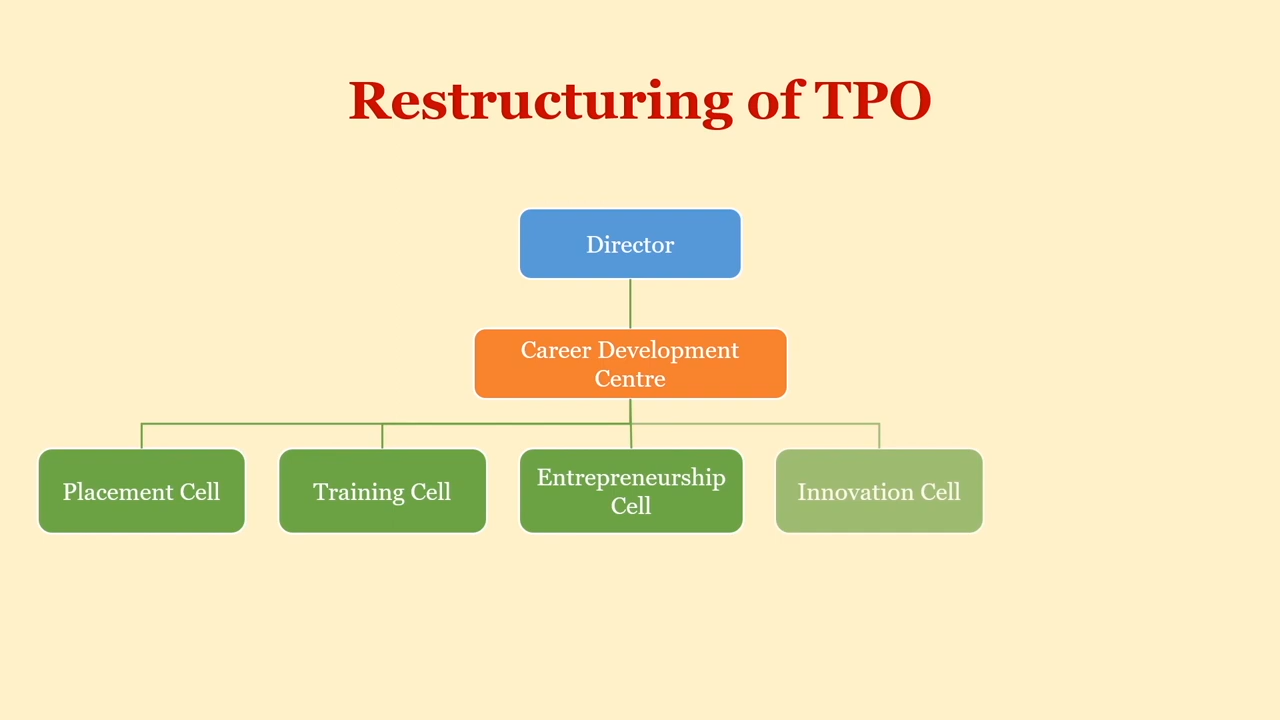 Restructuring of TPO
Director
Career Development
Centre
Placement Cell
Training Cell
Entrepreneurship
Cell
Innovation Cell